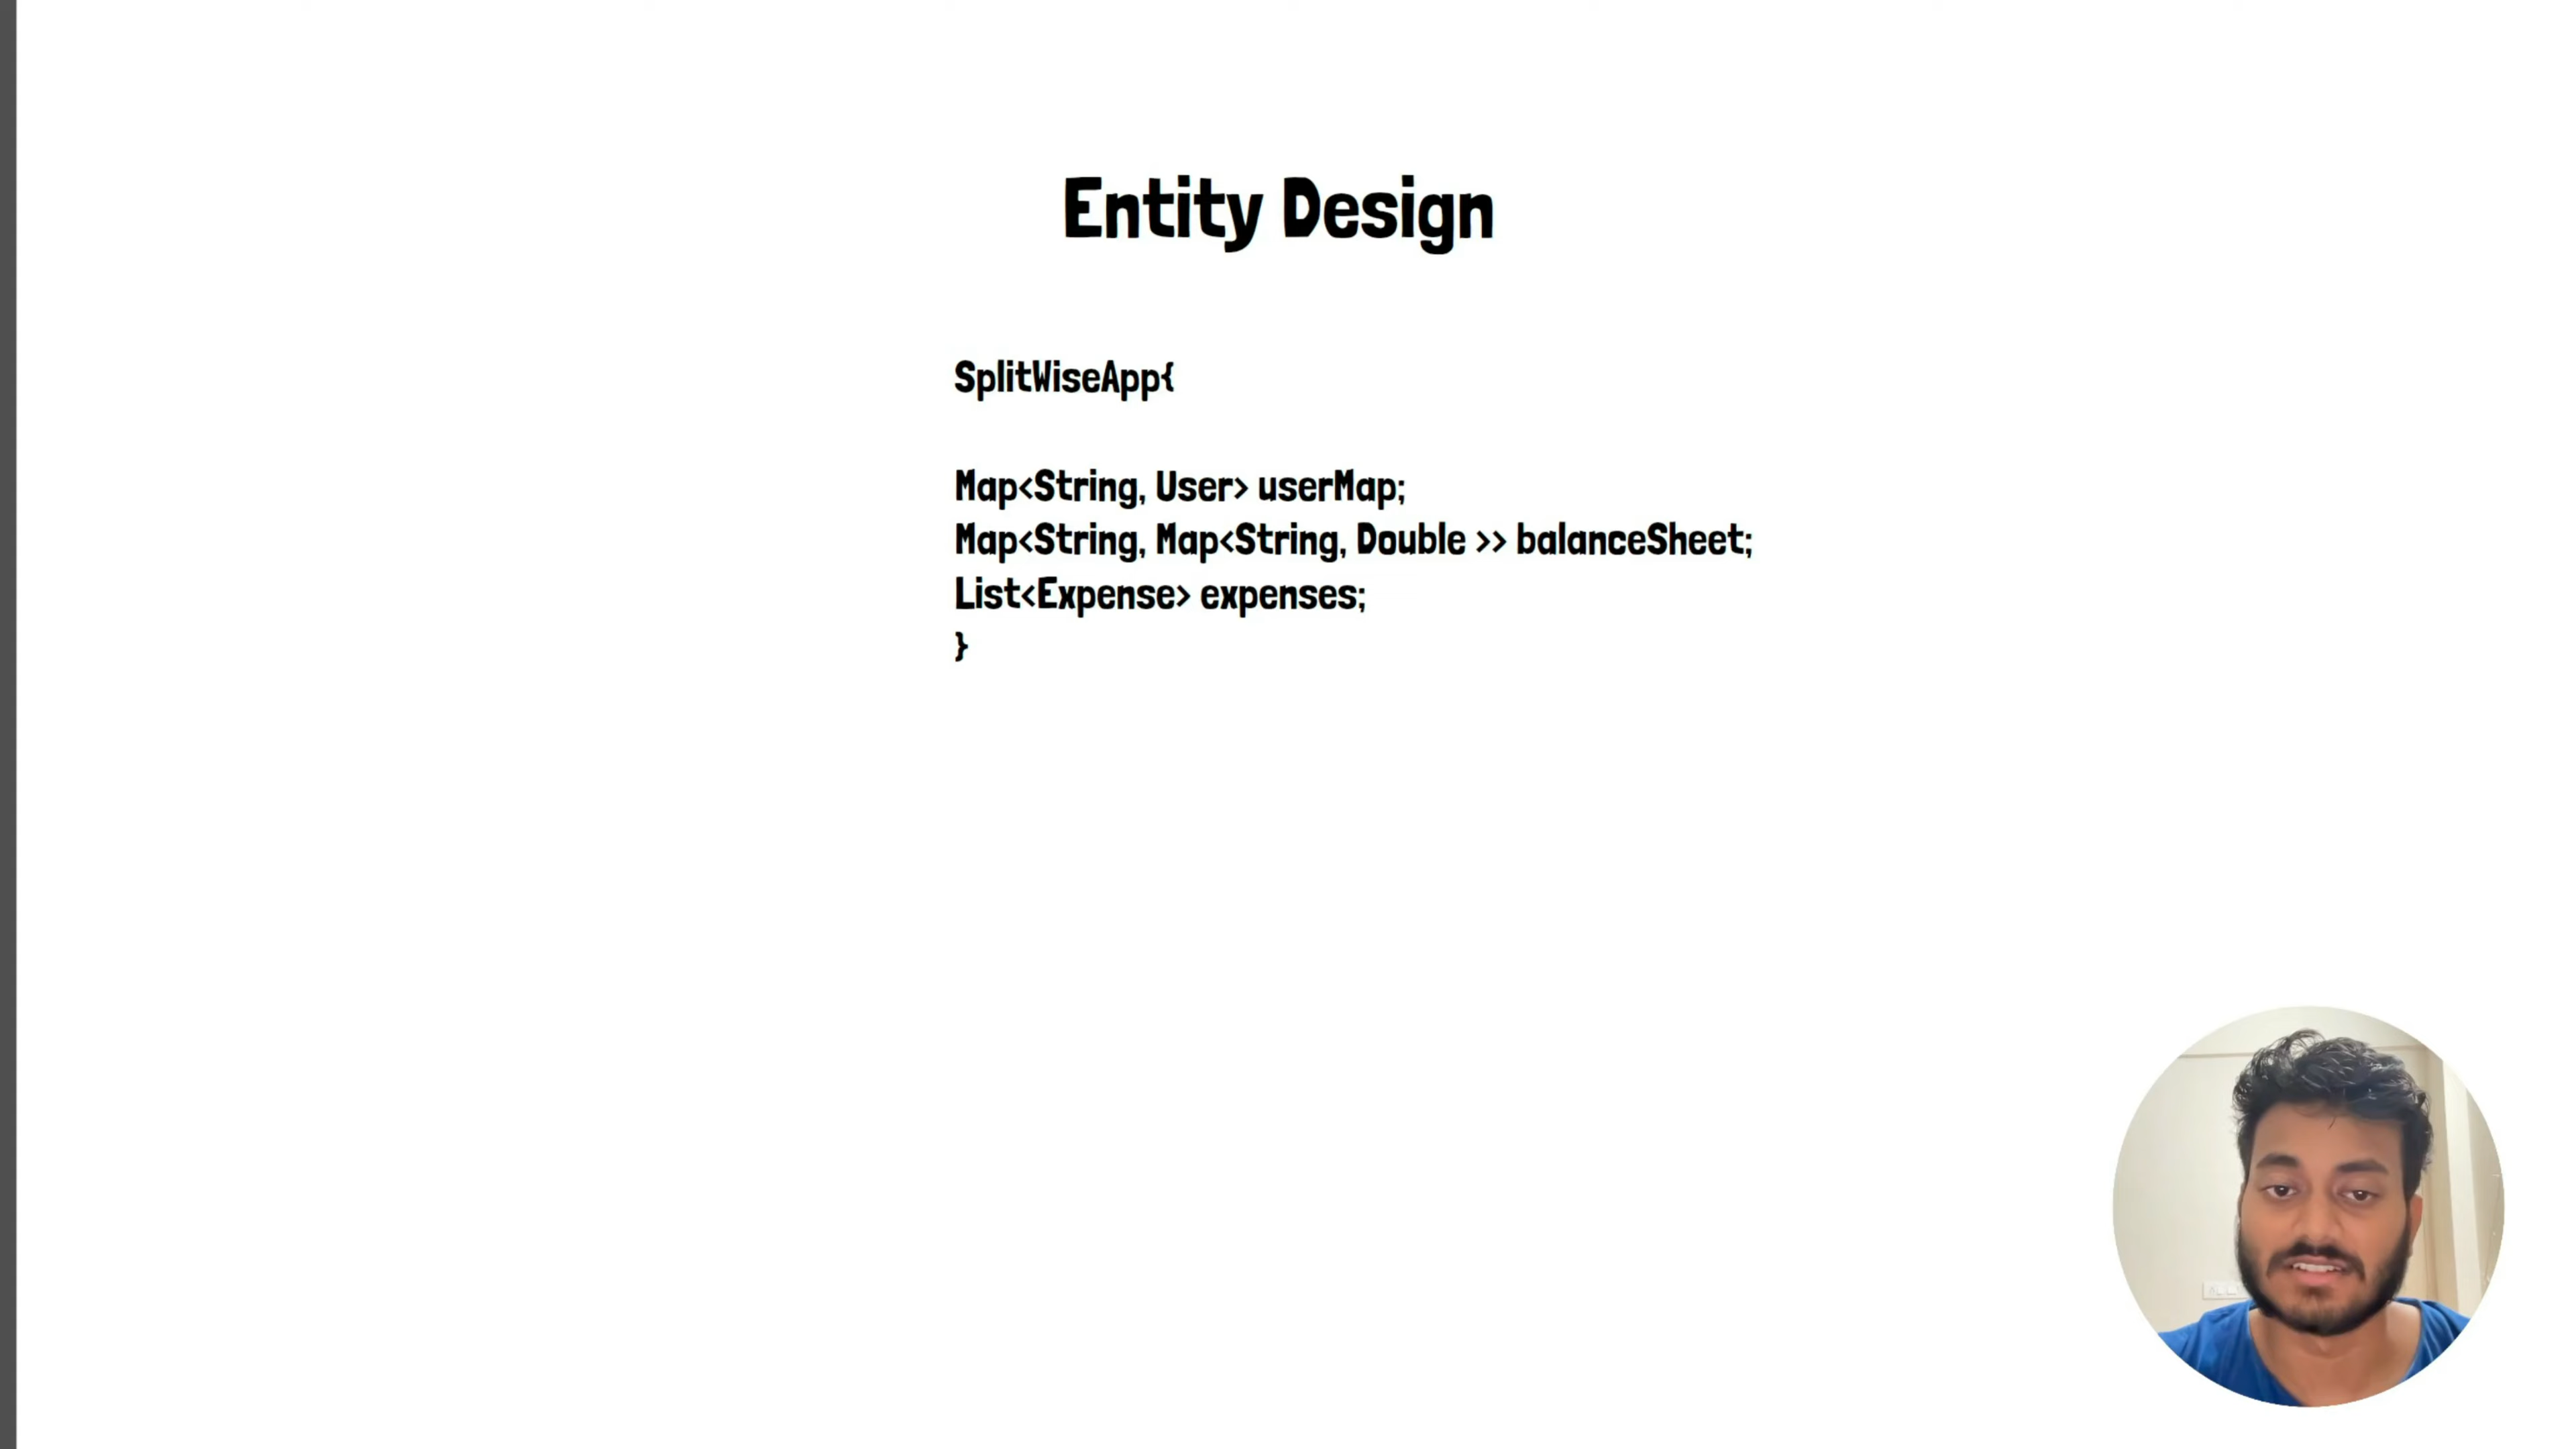 Entity Design
SplitWiseApp{
Map<String, User> userMap;
Map<String, Map<String, Double >> balanceSheet;
List<Expense> expenses;
}